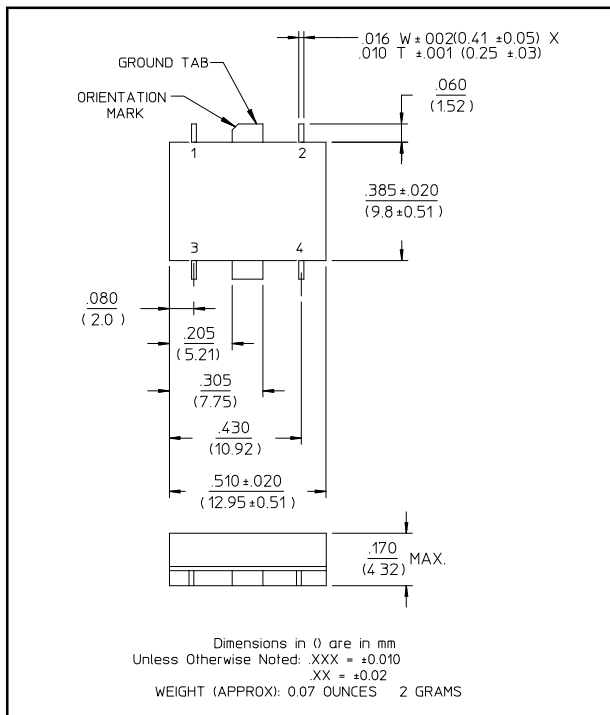 .016 W ±.002(0.41 ±0.05) X
.010 T ±.001 (0.25 ±.03)
GROUND TAB
.060
(1.52)
ORIENTATION
MARK
1
2
.385±.020
(9.8 ±0.51)
3
4
.080
( 2.0 )
.205
(5.21)
.305
(7.75)
.430
(10.92)
.510±.020
(12.95±0.51)
.170 MAX.
(4 32)
Dimensions in () are in mm
Unless Otherwise Noted: .XXX = ±0.010
.XX = ±0.02
WEIGHT (APPROX): 0.07 OUNCES 2 GRAMS